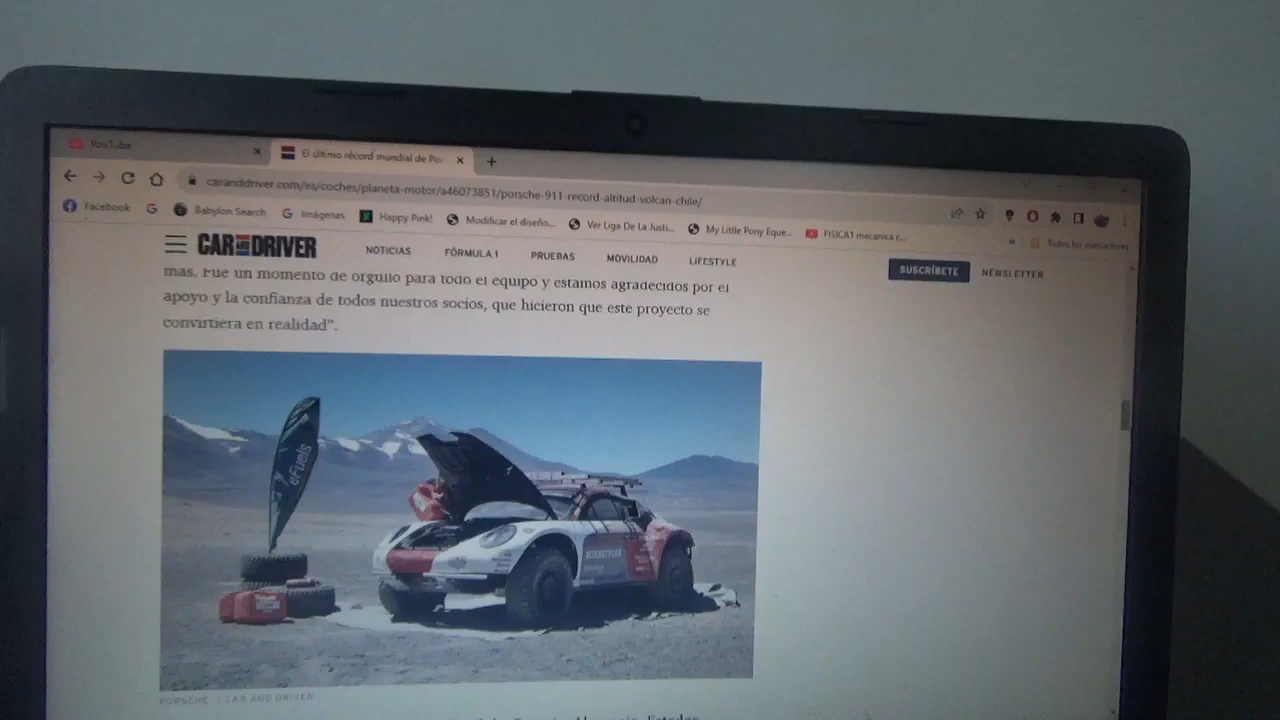 YouTube
El último récord mundial de Por
caranddriver.com/es/coches/planeta-motor/a46073851/porsche-911-record-altitud-volcan-chile/
Facebook
Babylon Search
Imágenes
Happy Pink!
Modificar el diseño...
Ver Liga De La Justi...
My Little Pony Eque...
FISICA1 mecanica c...
Todos los marcadores
CAR AND DRIVER
NOTICIAS
FÓRMULA 1
PRUEBAS
MOVILIDAD
LIFESTYLE
SUSCRÍBETE
NEWSLETTER
más. Fue un momento de orgullo para todo el equipo y estamos agradecidos por el
apoyo y la confianza de todos nuestros socios, que hicieron que este proyecto se
convirtiera en realidad".
eFuels
PORSCHE | CAR AND DRIVER